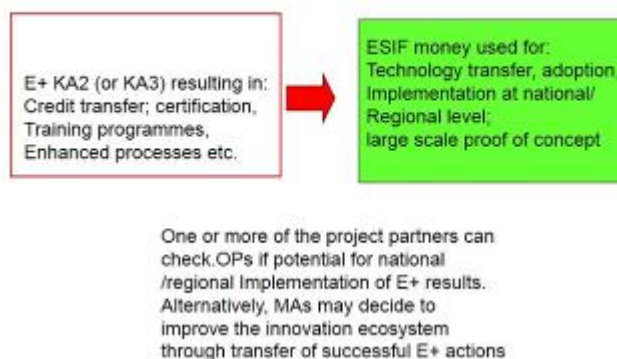 E+ KA2 (or KA3) resulting in:
Credit transfer; certification,
Training programmes,
Enhanced processes etc.
ESIF money used for:
Technology transfer, adoption
Implementation at national/
Regional level;
large scale proof of concept
One or more of the project partners can
check.OPs if potential for national
/regional Implementation of E+ results.
Alternatively, MAs may decide to
improve the innovation ecosystem
through transfer of successful E+ actions